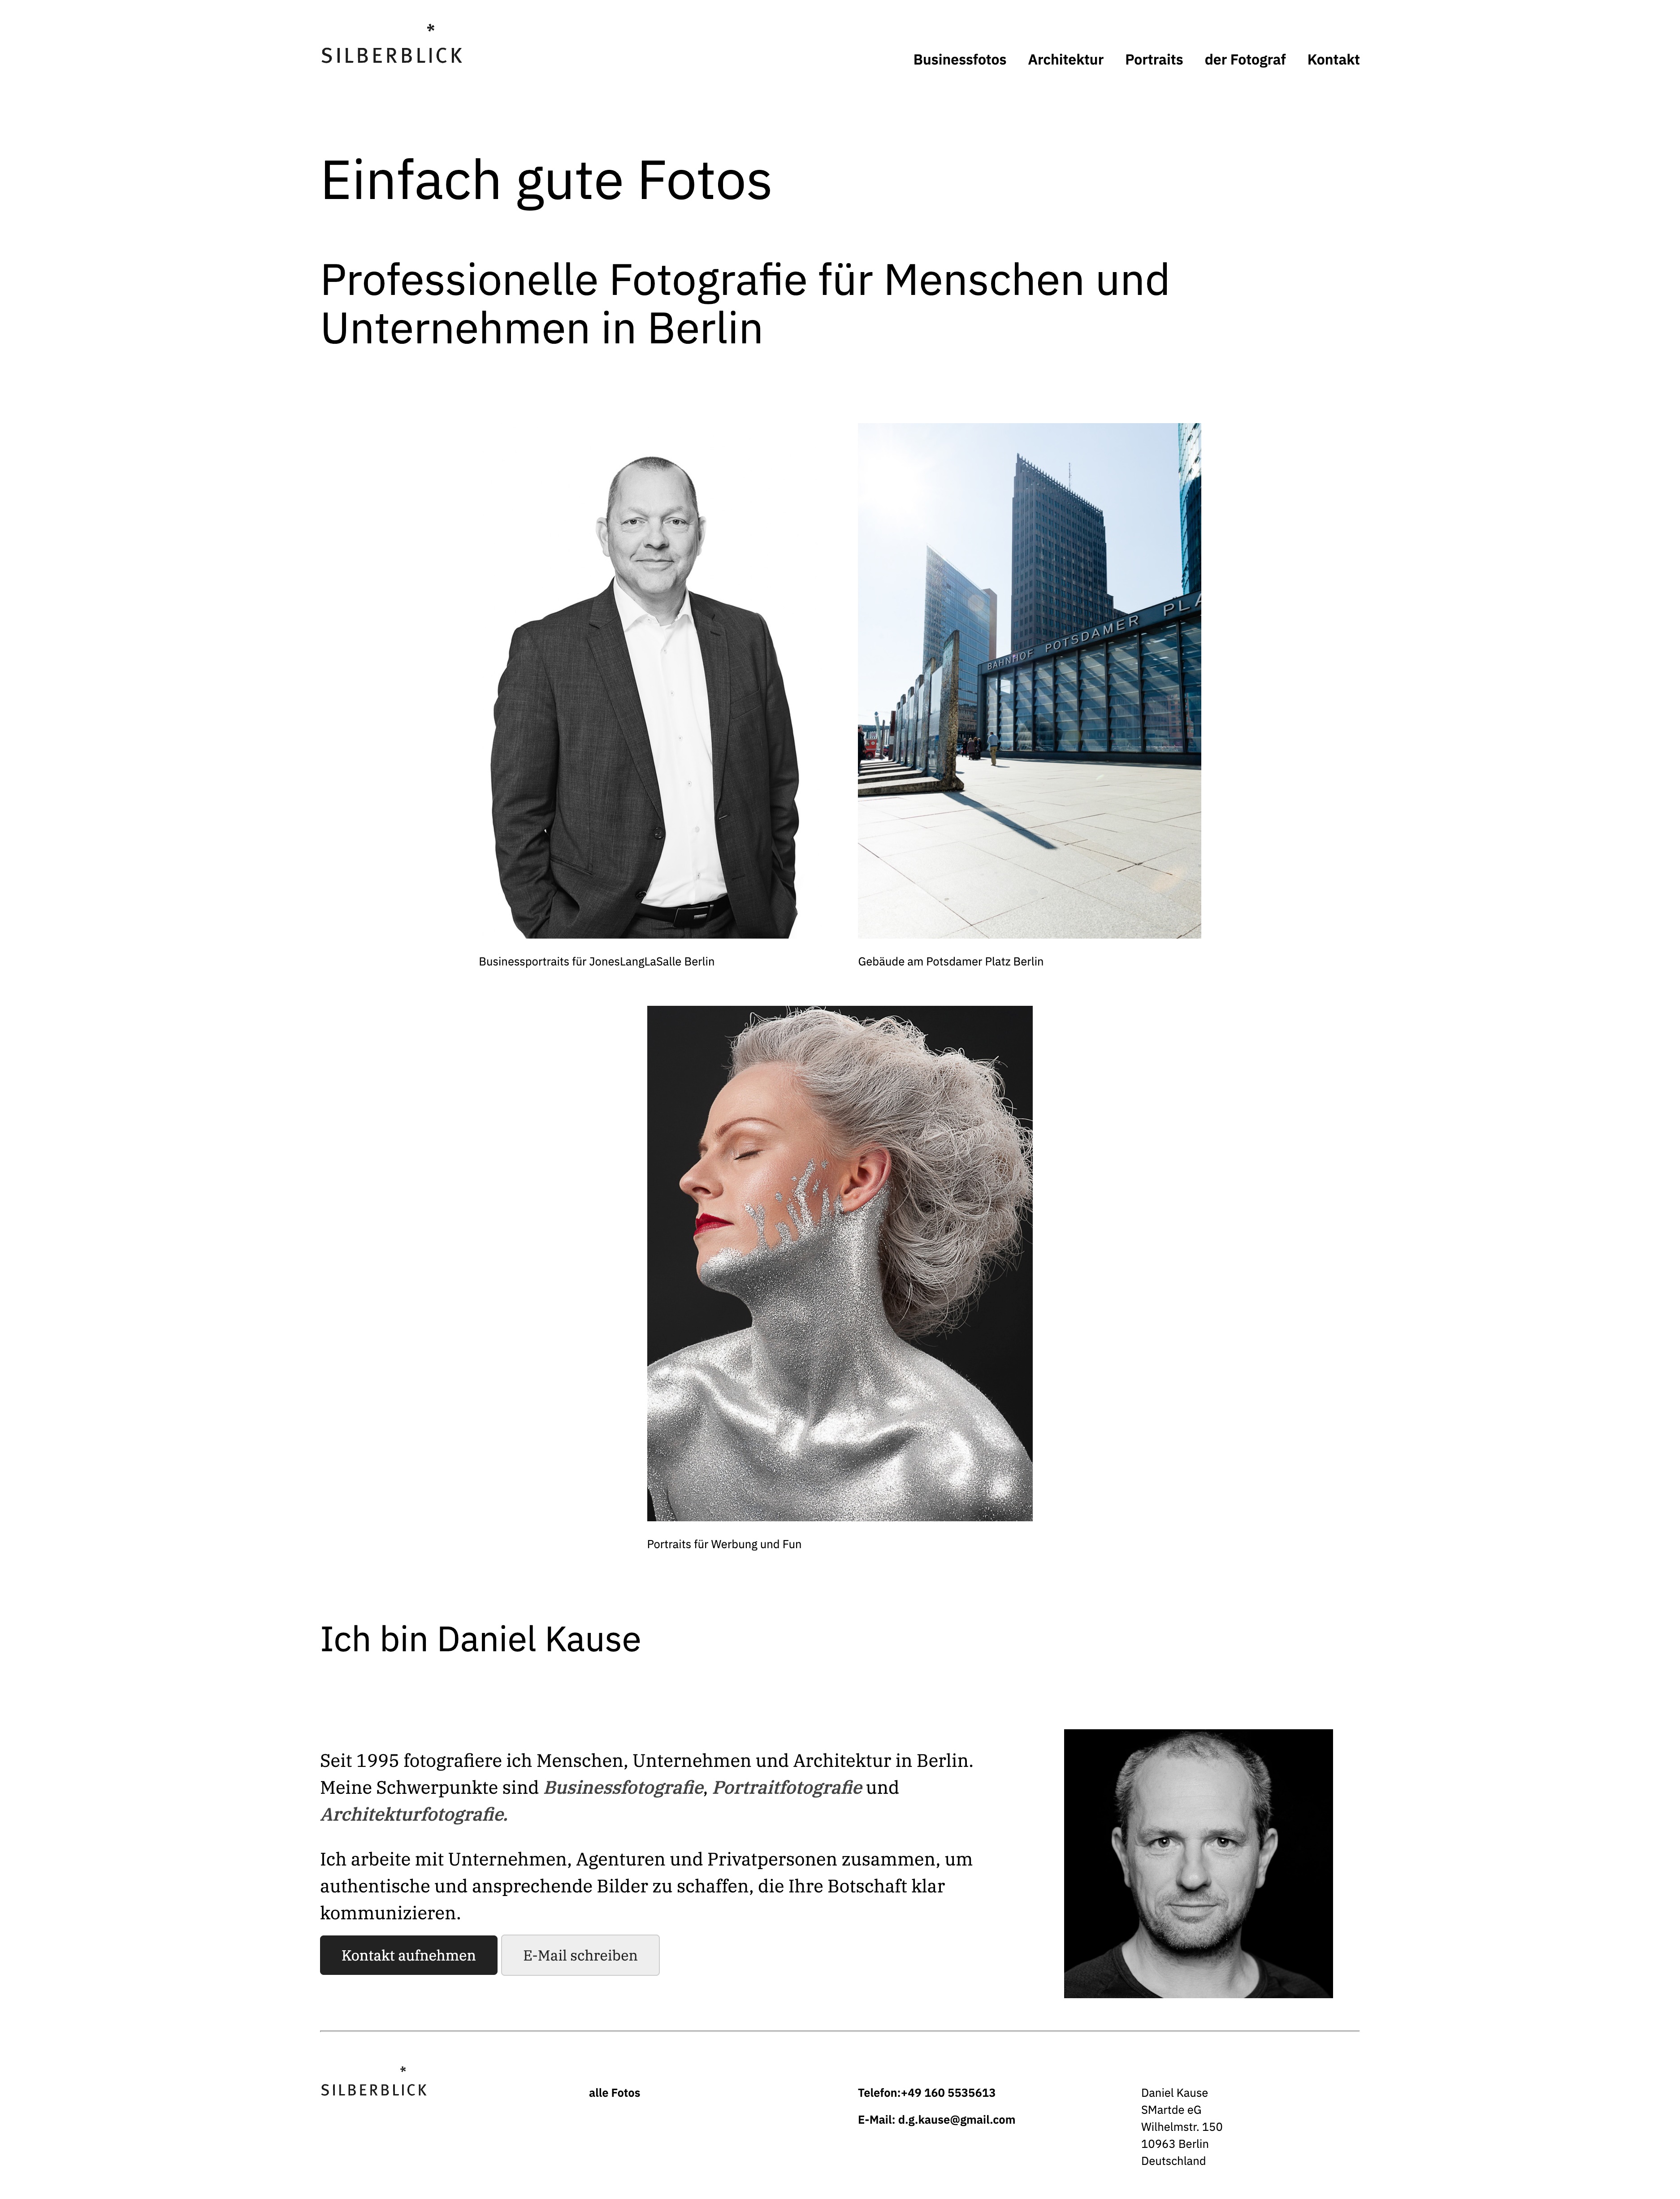 SILBERBLICK*
Businessfotos Architektur Portraits der Fotograf Kontakt
Einfach gute Fotos
Professionelle Fotografie für Menschen und
Unternehmen in Berlin
BAHNHOF POTSDAMER PLA
Businessportraits für JonesLangLaSalle Berlin
Gebäude am Potsdamer Platz Berlin
Portraits für Werbung und Fun
Ich bin Daniel Kause
Seit 1995 fotografiere ich Menschen, Unternehmen und Architektur in Berlin.
Meine Schwerpunkte sind Businessfotografie, Portraitfotografie und
Architekturfotografie.
Ich arbeite mit Unternehmen, Agenturen und Privatpersonen zusammen, um
authentische und ansprechende Bilder zu schaffen, die Ihre Botschaft klar
kommunizieren.
Kontakt aufnehmen
E-Mail schreiben
SILBERBLICK*
alle Fotos
Telefon:+49 160 5535613
E-Mail: d.g.kause@gmail.com
Daniel Kause
SMartde eG
Wilhelmstr. 150
10963 Berlin
Deutschland